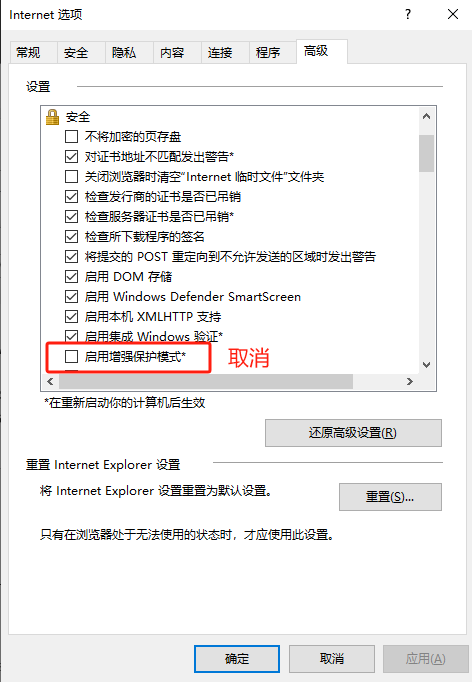 Internet 选项
常规 安全 隐私 内容 连接 程序 高级
设置
安全
不将加密的页存盘
对证书地址不匹配发出警告*
关闭浏览器时清空“Internet 临时文件”文件夹
检查发行商的证书是否已吊销
检查服务器证书是否已吊销*
检查所下载程序的签名
将提交的 POST 重定向到不允许发送的区域时发出警告
启用 DOM 存储
启用 Windows Defender SmartScreen
启用本机 XMLHTTP 支持
启用集成 Windows 验证*
启用增强保护模式* 取消
*在重新启动你的计算机后生效
还原高级设置(R)
重置 Internet Explorer 设置
将 Internet Explorer 设置重置为默认设置。
重置(S)...
只有在浏览器处于无法使用的状态时，才应使用此设置。
确定 取消 应用(A)